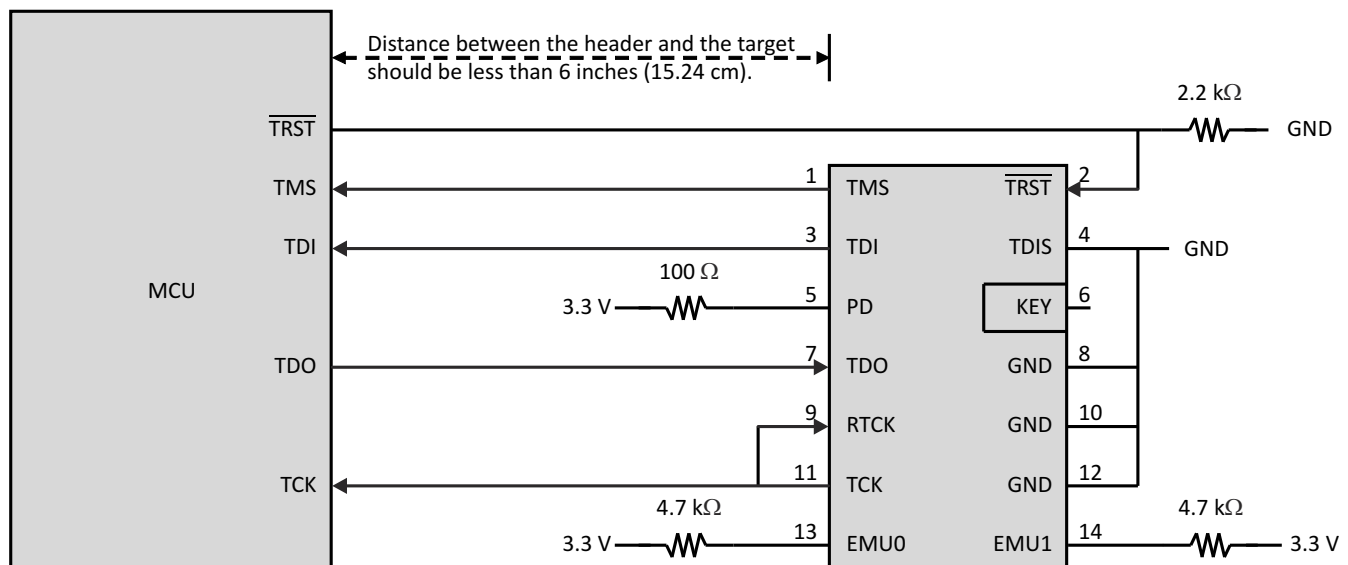 Distance between the header and the target
should be less than 6 inches (15.24 cm).
2.2 kΩ
TRST
GND
TMS
1
TMS
TRST
2
TDI
3
TDI
TDIS
4
GND
100 Ω
MCU
3.3 V
5
PD
KEY
6
TDO
7
TDO
GND
8
9
RTCK
GND
10
TCK
11
TCK
GND
12
4.7 kΩ
4.7 kΩ
3.3 V
13
EMU0
EMU1
14
3.3 V